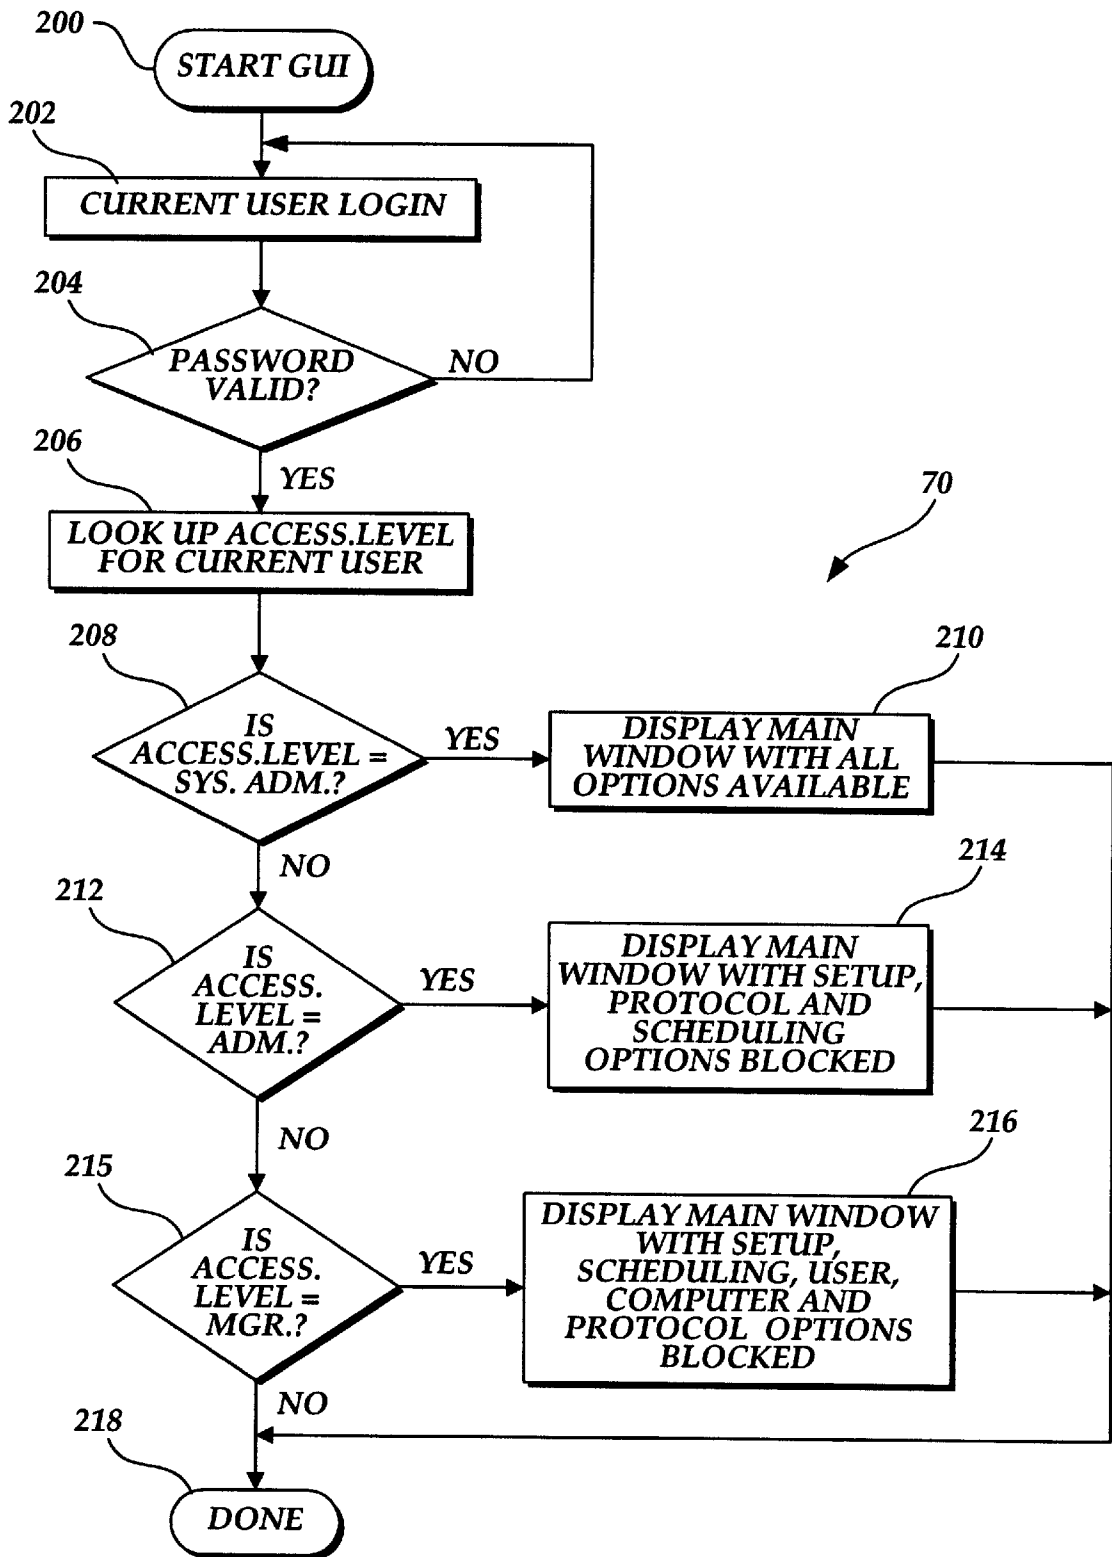 200
START GUI
202
CURRENT USER LOGIN
204
PASSWORD
VALID?
NO
206
YES
LOOK UP ACCESS.LEVEL
FOR CURRENT USER
70
208
IS
ACCESS.LEVEL =
SYS. ADM.?
YES
210
DISPLAY MAIN
WINDOW WITH ALL
OPTIONS AVAILABLE
NO
212
IS
ACCESS.
LEVEL =
ADM.?
YES
214
DISPLAY MAIN
WINDOW WITH SETUP,
PROTOCOL AND
SCHEDULING
OPTIONS BLOCKED
NO
215
IS
ACCESS.
LEVEL =
MGR.?
YES
216
DISPLAY MAIN WINDOW
WITH SETUP,
SCHEDULING, USER,
COMPUTER AND
PROTOCOL OPTIONS
BLOCKED
NO
218
DONE